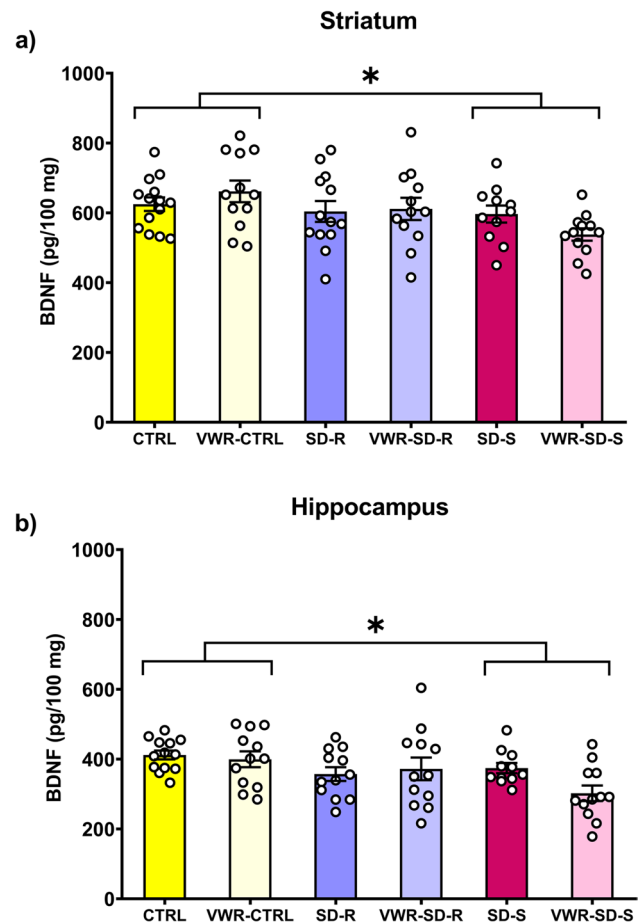 Striatum
a)
*
BDNF (pg/100 mg)
1000
800
600
400
200
0
CTRL VWR-CTRL SD-R VWR-SD-R SD-S VWR-SD-S
Hippocampus
b)
*
BDNF (pg/100 mg)
1000
800
600
400
200
0
CTRL VWR-CTRL SD-R VWR-SD-R SD-S VWR-SD-S